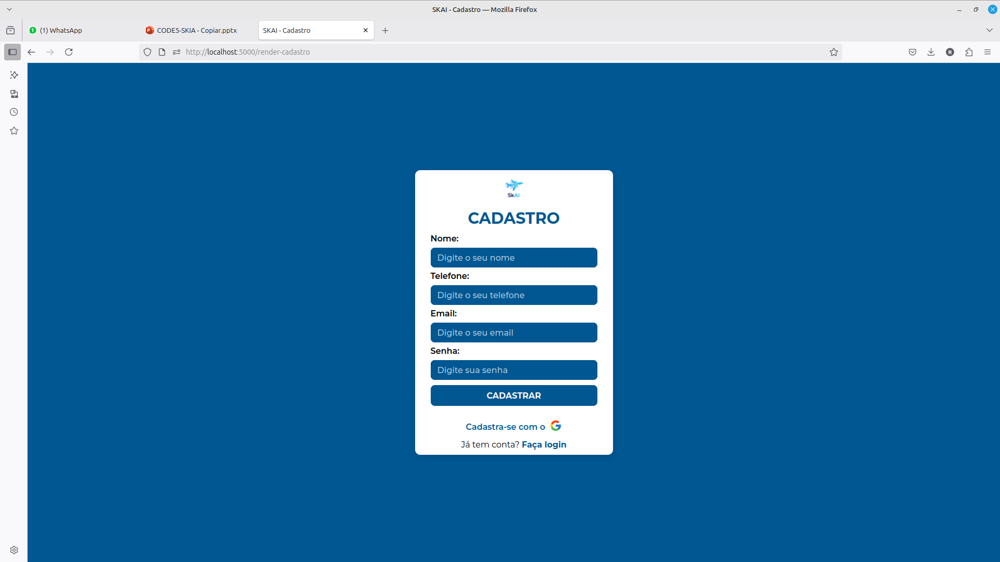 SKAI - Cadastro — Mozilla Firefox
1 (1) WhatsApp
P CODE5-SKIA - Copiar.pptx
SKAI - Cadastro
http://localhost:5000/render-cadastro
R
SkAI
CADASTRO
Nome:
Digite o seu nome
Telefone:
Digite o seu telefone
Email:
Digite o seu email
Senha:
Digite sua senha
CADASTRAR
Cadastra-se com o G
Já tem conta? Faça login